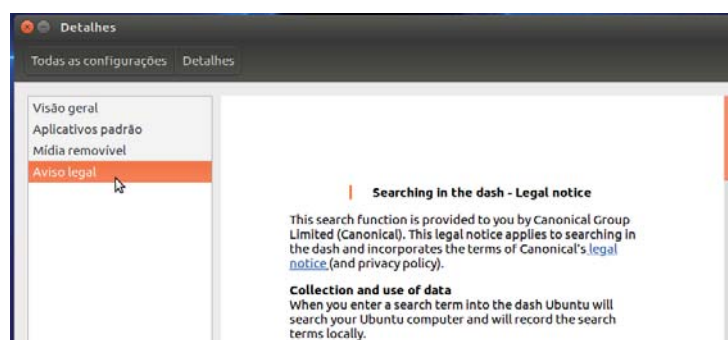 Detalhes
Todas as configurações Detalhes
Visão geral
Aplicativos padrão
Mídia removível
Aviso legal
Searching in the dash - Legal notice
This search function is provided to you by Canonical Group
Limited (Canonical). This legal notice applies to searching in
the dash and incorporates the terms of Canonical's legal
notice (and privacy policy).
Collection and use of data
When you enter a search term into the dash Ubuntu will
search your Ubuntu computer and will record the search
terms locally.